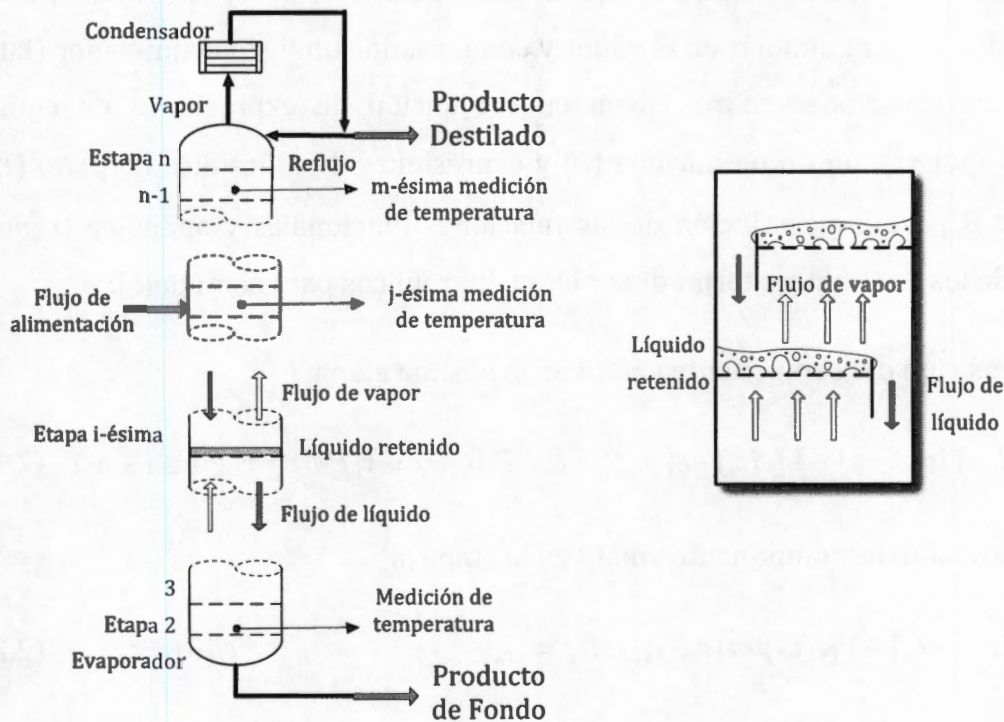 Condensador
Vapor
Producto
Destilado
Estapa n
Reflujo
n-1
m-ésima medición
de temperatura
Flujo de
alimentación
j-ésima medición
de temperatura
Flujo de vapor
Etapa i-ésima
Líquido retenido
Flujo de líquido
3
Etapa 2
Medición de
temperatura
Evaporador
Producto
de Fondo
Flujo de vapor
Líquido
retenido
Flujo de
líquido